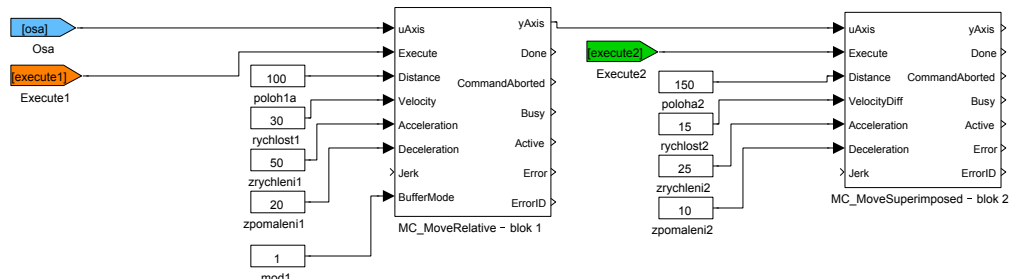 [osa]
Osa
[execute1]
Execute1
100
poloh1a
30
rychlost1
50
zrychleni1
20
zpomaleni1
1
mod1
uAxis
Execute
Distance
Velocity
Acceleration
Deceleration
Jerk
BufferMode
yAxis
Done
CommandAborted
Busy
Active
Error
ErrorID
MC_MoveRelative - blok 1
[execute2]
Execute2
150
poloha2
15
rychlost2
25
zrychleni2
10
zpomaleni2
uAxis
Execute
Distance
VelocityDiff
Acceleration
Deceleration
Jerk
yAxis
Done
CommandAborted
Busy
Active
Error
ErrorID
MC_MoveSuperimposed - blok 2